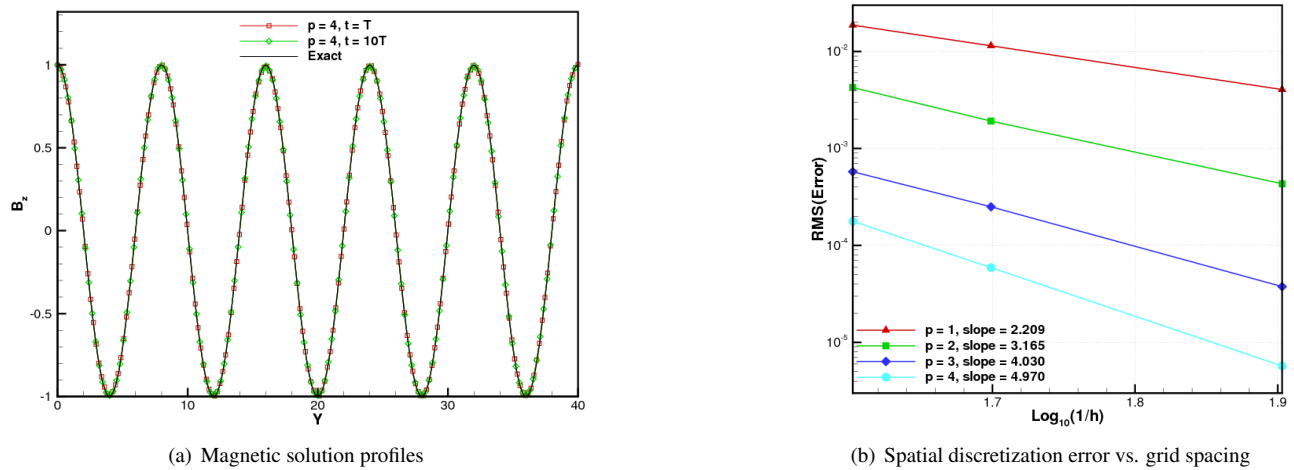 p = 4, t = T
p = 4, t = 10T
Exact
1
0.5
0
-0.5
-1
B_z
0 10 20 30 40
Y
(a) Magnetic solution profiles
10^-2
10^-3
10^-4
10^-5
RMS(Error)
p = 1, slope = 2.209
p = 2, slope = 3.165
p = 3, slope = 4.030
p = 4, slope = 4.970
1.7 1.8 1.9
Log_10(1/h)
(b) Spatial discretization error vs. grid spacing